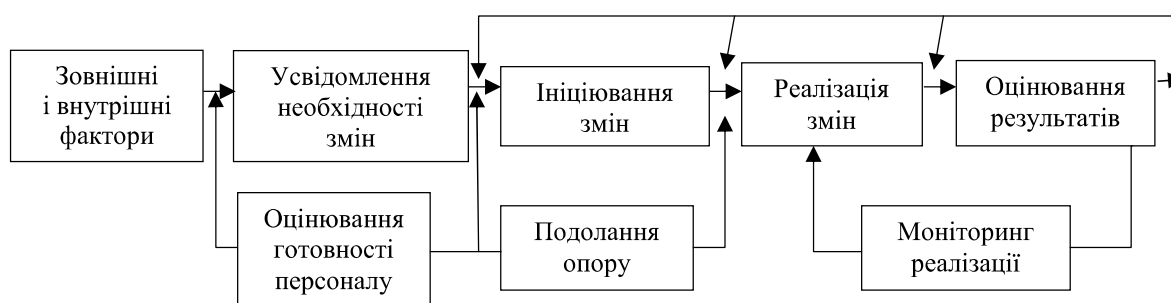 Зовнішні
і внутрішні
фактори
Усвідомлення
необхідності
змін
Ініціювання
змін
Реалізація
змін
Оцінювання
результатів
Оцінювання
готовності
персоналу
Подолання
опору
Моніторинг
реалізації